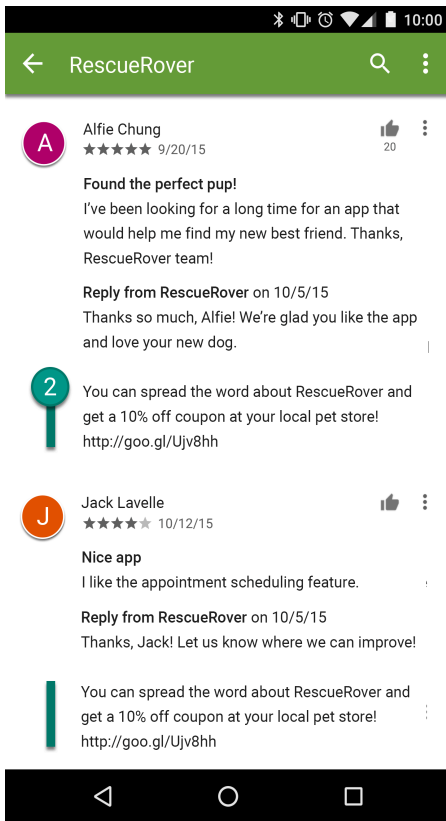 10:00
RescueRover
A
Alfie Chung
9/20/15
20
Found the perfect pup!
I've been looking for a long time for an app that
would help me find my new best friend. Thanks,
RescueRover team!
Reply from RescueRover on 10/5/15
Thanks so much, Alfie! We're glad you like the app
and love your new dog.
2
You can spread the word about RescueRover and
get a 10% off coupon at your local pet store!
http://goo.gl/Ujv8hh
J
Jack Lavelle
10/12/15
Nice app
I like the appointment scheduling feature.
Reply from RescueRover on 10/5/15
Thanks, Jack! Let us know where we can improve!
You can spread the word about RescueRover and
get a 10% off coupon at your local pet store!
http://goo.gl/Ujv8hh